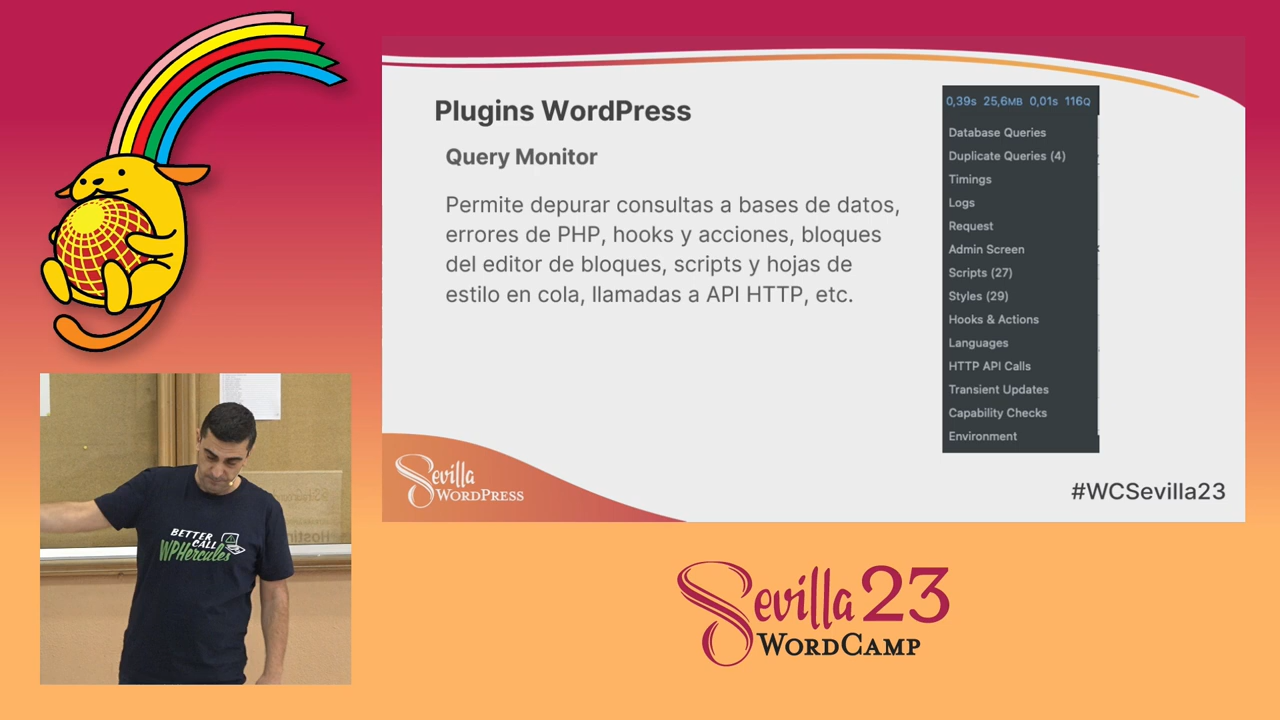 Plugins WordPress
Query Monitor
Permite depurar consultas a bases de datos,
errores de PHP, hooks y acciones, bloques
del editor de bloques, scripts y hojas de
estilo en cola, llamadas a API HTTP, etc.
0,39s 25,6MB 0,01s 116Q
Database Queries
Duplicate Queries (4)
Timings
Logs
Request
Admin Screen
Scripts (27)
Styles (29)
Hooks & Actions
Languages
HTTP API Calls
Transient Updates
Capability Checks
Environment
Sevilla
WORDPRESS
#WCSevilla23
BETTER
CALL
WPHercules
Sevilla 23
WORDCAMP